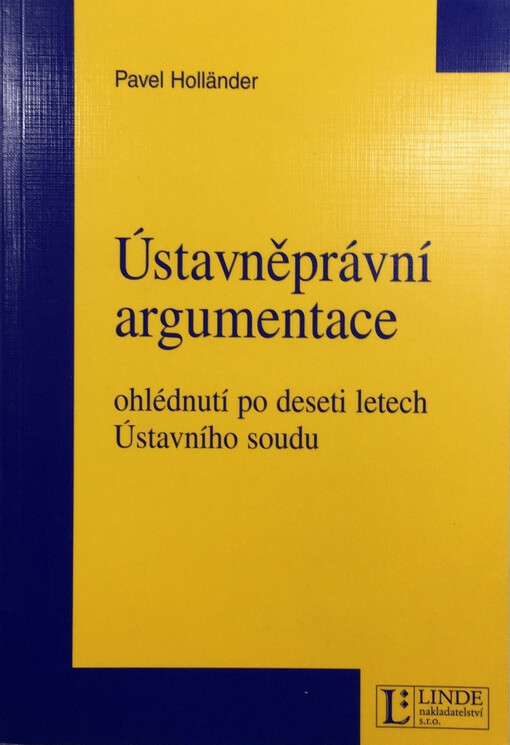 Pavel Holländer
Ústavněprávní
argumentace
ohlédnutí po deseti letech
Ústavního soudu
LINDE
nakladatelství
s.r.o.